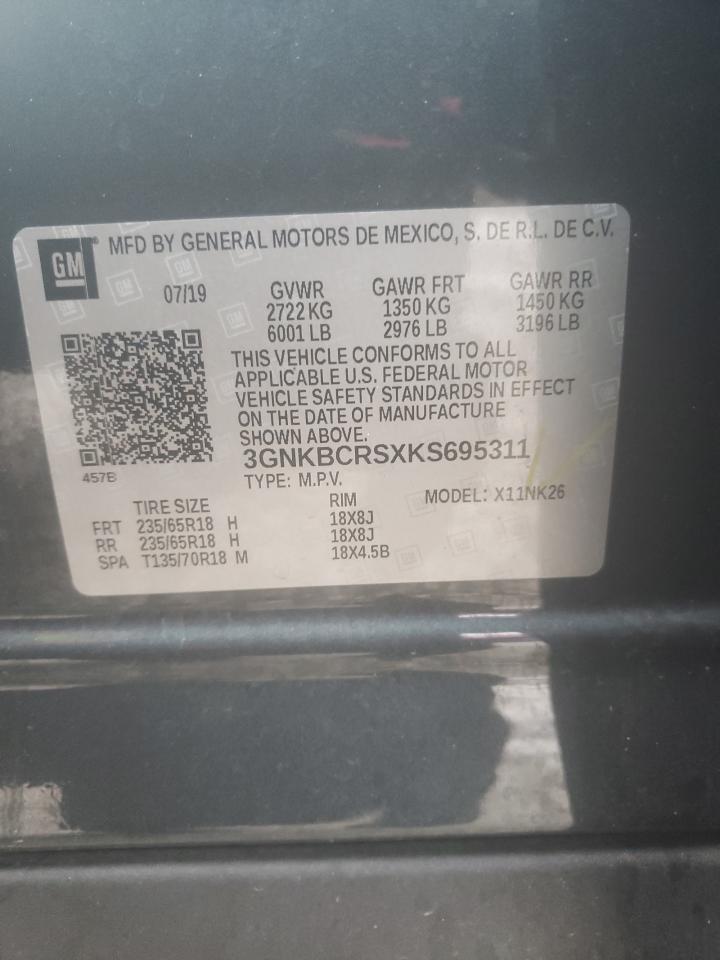 GM® MFD BY GENERAL MOTORS DE MEXICO, S. DE R.L. DE C.V.
07/19
GVWR
2722 KG
6001 LB
GAWR FRT
1350 KG
2976 LB
GAWR RR
1450 KG
3196 LB
THIS VEHICLE CONFORMS TO ALL
APPLICABLE U.S. FEDERAL MOTOR
VEHICLE SAFETY STANDARDS IN EFFECT
ON THE DATE OF MANUFACTURE
SHOWN ABOVE.
457B
3GNKBCRSXKS695311
TYPE: M.P.V.
MODEL: X11NK26
TIRE SIZE RIM
FRT 235/65R18 H 18X8J
RR 235/65R18 H 18X8J
SPA T135/70R18 M 18X4.5B